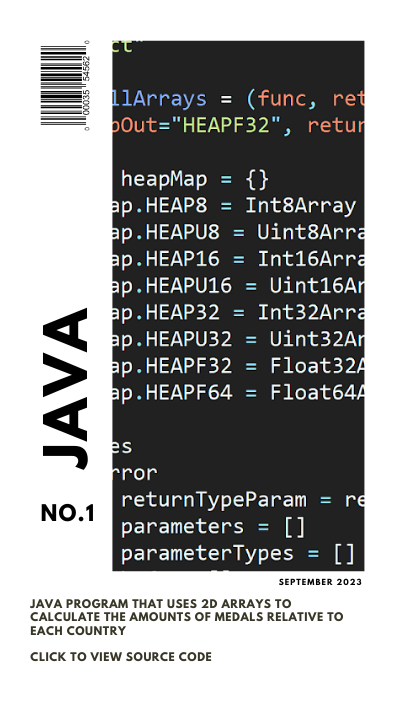 0 00035 54562 0
ct"
llArrays = (func, ret
pOut="HEAPF32", retur
heapMap = {}
ap.HEAP8 = Int8Array
ap.HEAPU8 = Uint8Arra
ap.HEAP16 = Int16Arra
ap.HEAPU16 = Uint16Ar
ap.HEAP32 = Int32Arra
ap.HEAPU32 = Uint32Ar
ap.HEAPF32 = Float32A
ap.HEAPF64 = Float64A
es
rror
returnTypeParam = re
parameters = []
parameterTypes = []
JAVA
NO.1
SEPTEMBER 2023
JAVA PROGRAM THAT USES 2D ARRAYS TO
CALCULATE THE AMOUNTS OF MEDALS RELATIVE TO
EACH COUNTRY
CLICK TO VIEW SOURCE CODE